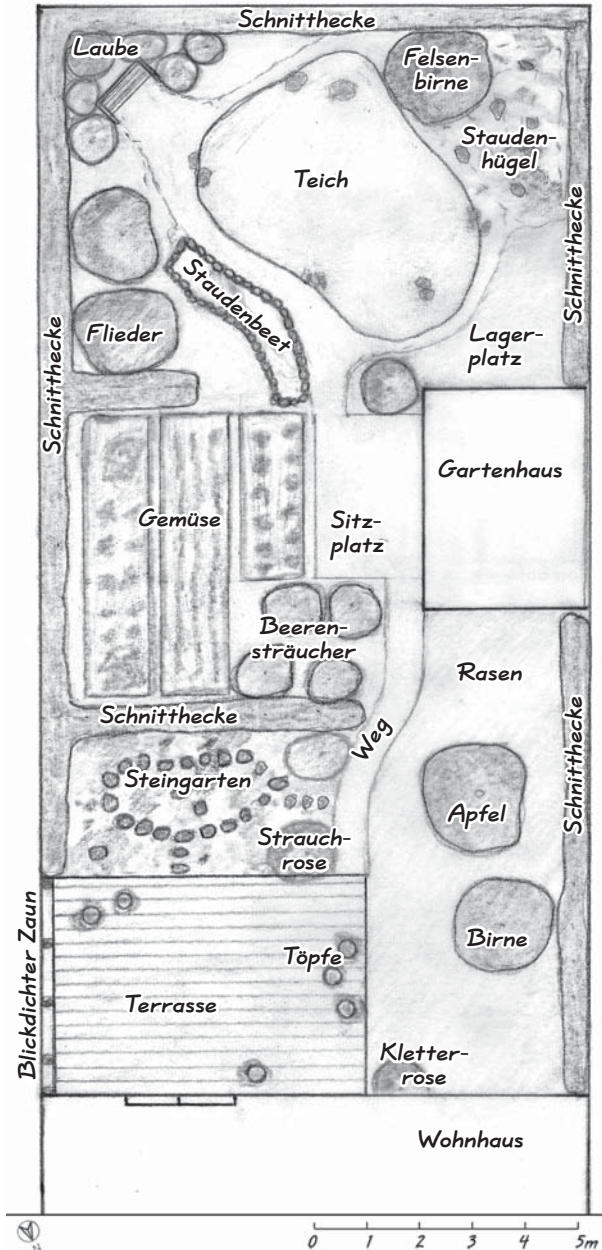 Schnitthecke
Laube
Felsen-
birne
Stauden-
hügel
Teich
Schnitthecke
Staudenbeet
Flieder
Lager-
platz
Schnitthecke
Gartenhaus
Gemüse
Sitz-
platz
Beeren-
sträucher
Rasen
Schnitthecke
Weg
Schnitthecke
Steingarten
Apfel
Strauch-
rose
Blickdichter Zaun
Birne
Töpfe
Terrasse
Kletter-
rose
Wohnhaus
N
0 1 2 3 4 5m